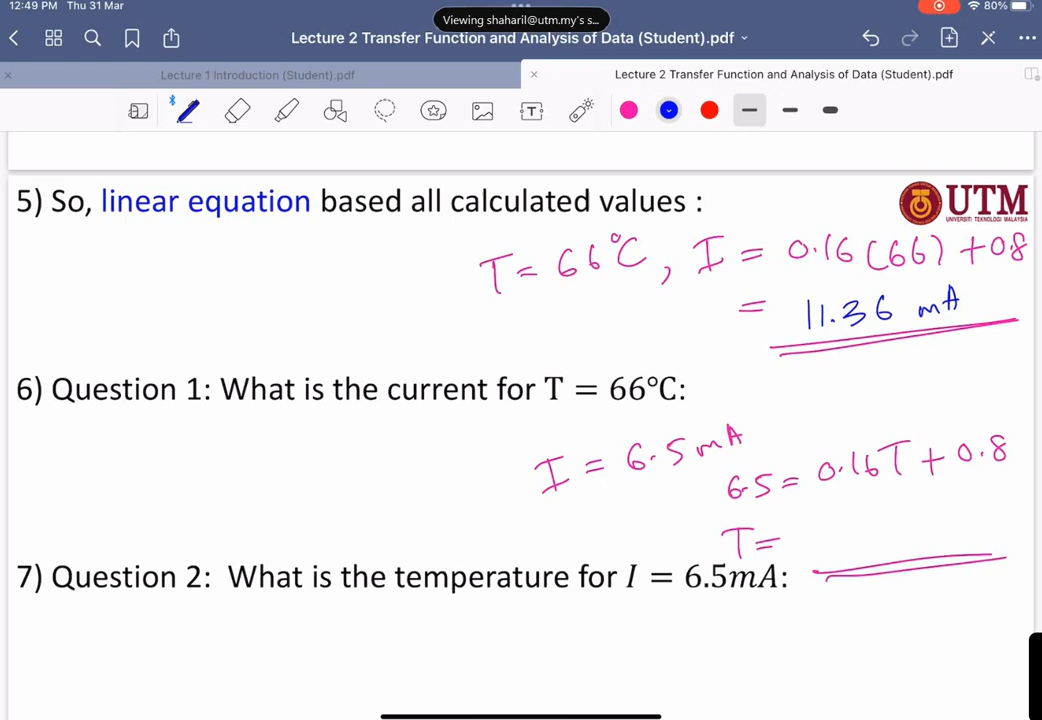 12:49 PM Thu 31 Mar
Viewing shaharil@utm.my's s...
80%
Lecture 2 Transfer Function and Analysis of Data (Student).pdf
Lecture 1 Introduction (Student).pdf
Lecture 2 Transfer Function and Analysis of Data (Student).pdf
5) So, linear equation based all calculated values :
UTM
UNIVERSITI TEKNOLOGI MALAYSIA
T = 66°C, I = 0.16(66) + 0.8
= 11.36 mA
6) Question 1: What is the current for T = 66°C:
I = 6.5 mA
6.5 = 0.16T + 0.8
T =
7) Question 2: What is the temperature for I = 6.5mA: